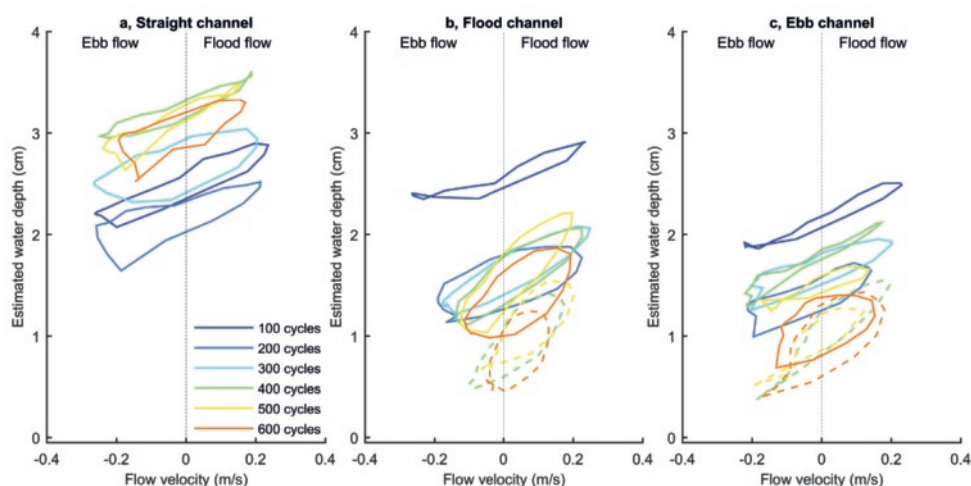 a, Straight channel
Ebb flow Flood flow
4
3
2
1
0
Estimated water depth (cm)
100 cycles
200 cycles
300 cycles
400 cycles
500 cycles
600 cycles
-0.4 -0.2 0 0.2 0.4
Flow velocity (m/s)
b, Flood channel
Ebb flow Flood flow
4
3
2
1
0
Estimated water depth (cm)
-0.4 -0.2 0 0.2 0.4
Flow velocity (m/s)
c, Ebb channel
Ebb flow Flood flow
4
3
2
1
0
Estimated water depth (cm)
-0.4 -0.2 0 0.2 0.4
Flow velocity (m/s)